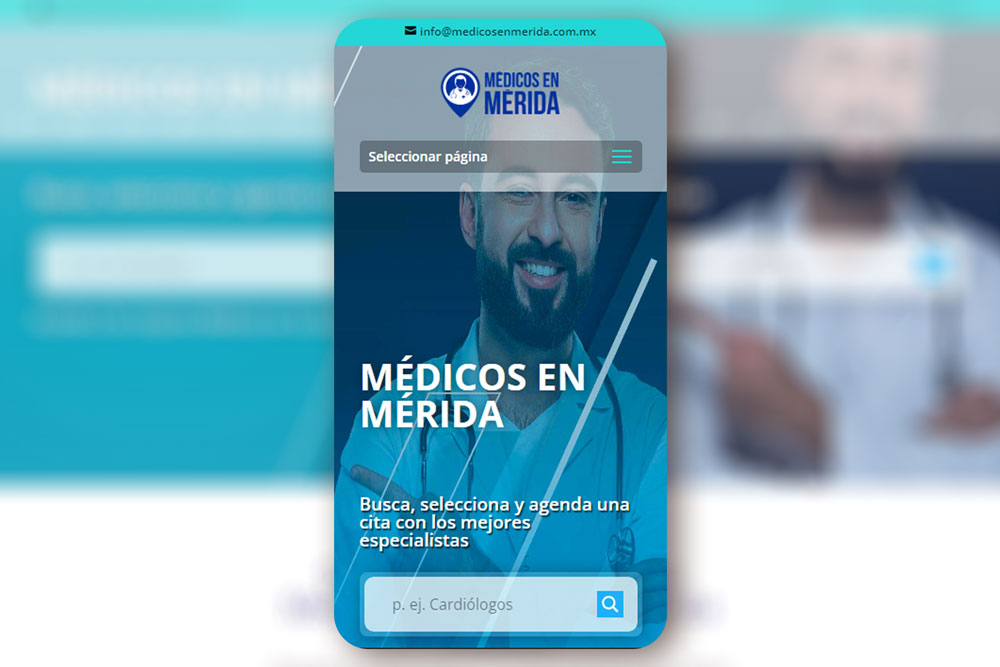 info@medicosenmerida.com.mx
MÉDICOS EN
MÉRIDA
Seleccionar página
MÉDICOS EN
MÉRIDA
Busca, selecciona y agenda una
cita con los mejores
especialistas
p. ej. Cardiólogos